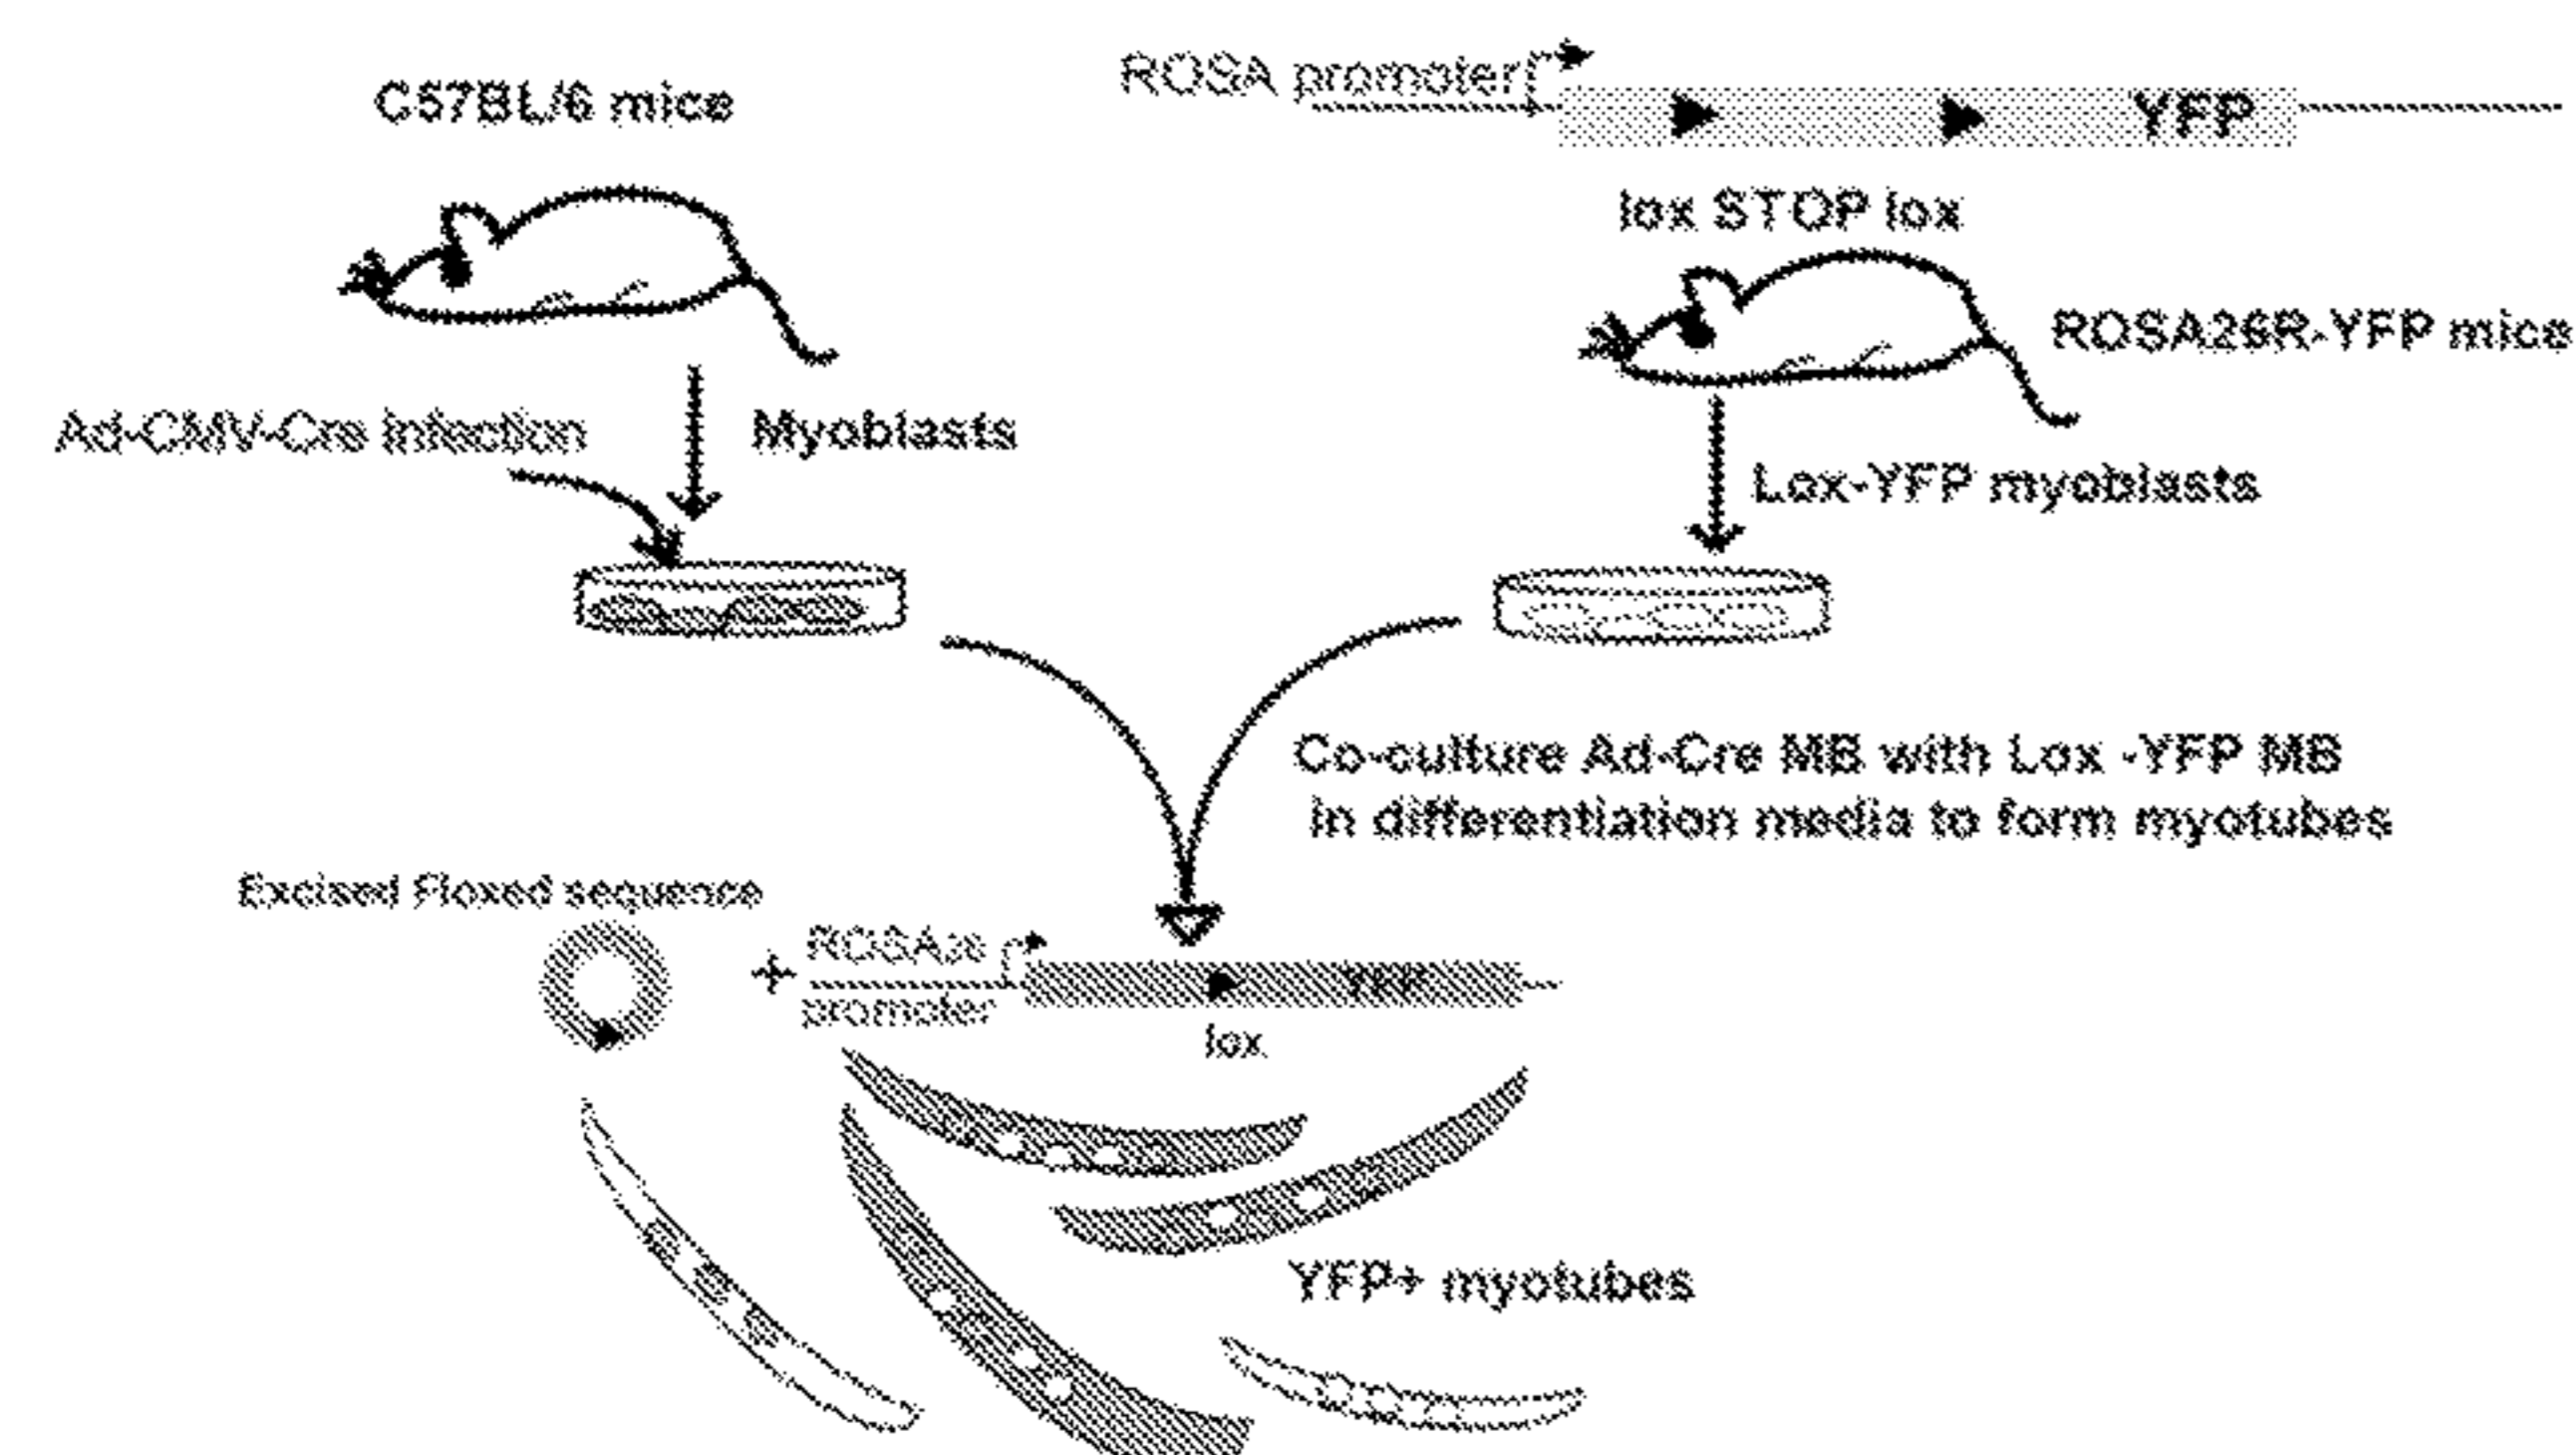 C57BL/6 mice
ROSA promoter
YFP
lox STOP lox
ROSA26R-YFP mice
Ad-CMV-Cre Infection
Myoblasts
Lox-YFP myoblasts
Co-culture Ad-Cre MB with Lox -YFP MB
in differentiation media to form myotubes
Excised Floxed sequence
+
ROSA26
promoter
YFP
lox
YFP+ myotubes